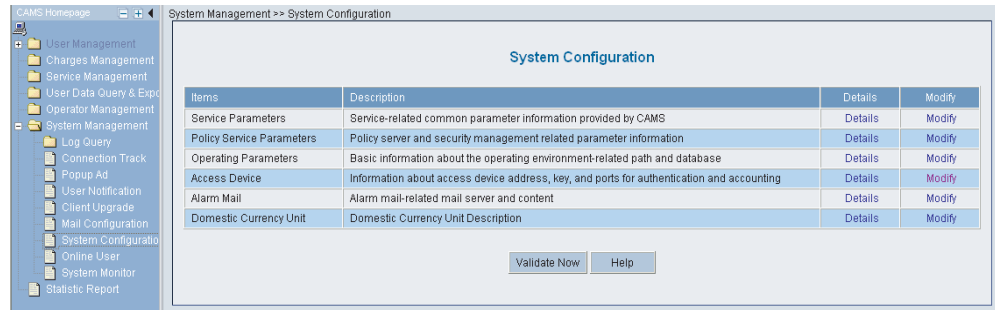 CAMS Homepage
User Management
Charges Management
Service Management
User Data Query & Expo
Operator Management
System Management
Log Query
Connection Track
Popup Ad
User Notification
Client Upgrade
Mail Configuration
System Configuratio
Online User
System Monitor
Statistic Report
System Management >> System Configuration
System Configuration
Items Description Details Modify
Service Parameters Service-related common parameter information provided by CAMS Details Modify
Policy Service Parameters Policy server and security management related parameter information Details Modify
Operating Parameters Basic information about the operating environment-related path and database Details Modify
Access Device Information about access device address, key, and ports for authentication and accounting Details Modify
Alarm Mail Alarm mail-related mail server and content Details Modify
Domestic Currency Unit Domestic Currency Unit Description Details Modify
Validate Now Help